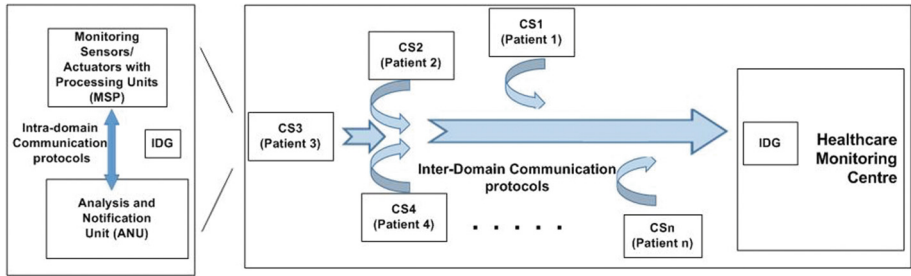 Monitoring
Sensors/
Actuators with
Processing Units
(MSP)
Intra-domain
Communication
protocols
IDG
Analysis and
Notification
Unit (ANU)
CS3
(Patient 3)
CS2
(Patient 2)
CS1
(Patient 1)
Inter-Domain Communication
protocols
CS4
(Patient 4)
. . . . .
CSn
(Patient n)
IDG
Healthcare
Monitoring
Centre